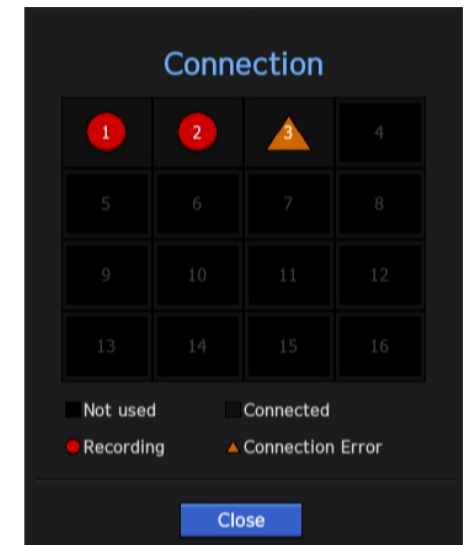 Connection
1 2 3 4
5 6 7 8
9 10 11 12
13 14 15 16
Not used Connected
Recording Connection Error
Close